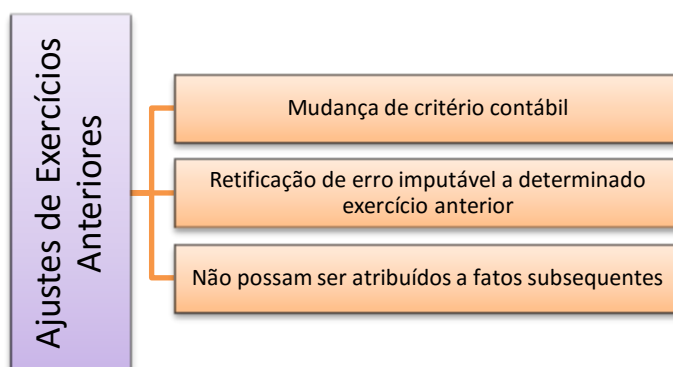 Ajustes de Exercícios
Anteriores
Mudança de critério contábil
Retificação de erro imputável a determinado
exercício anterior
Não possam ser atribuídos a fatos subsequentes